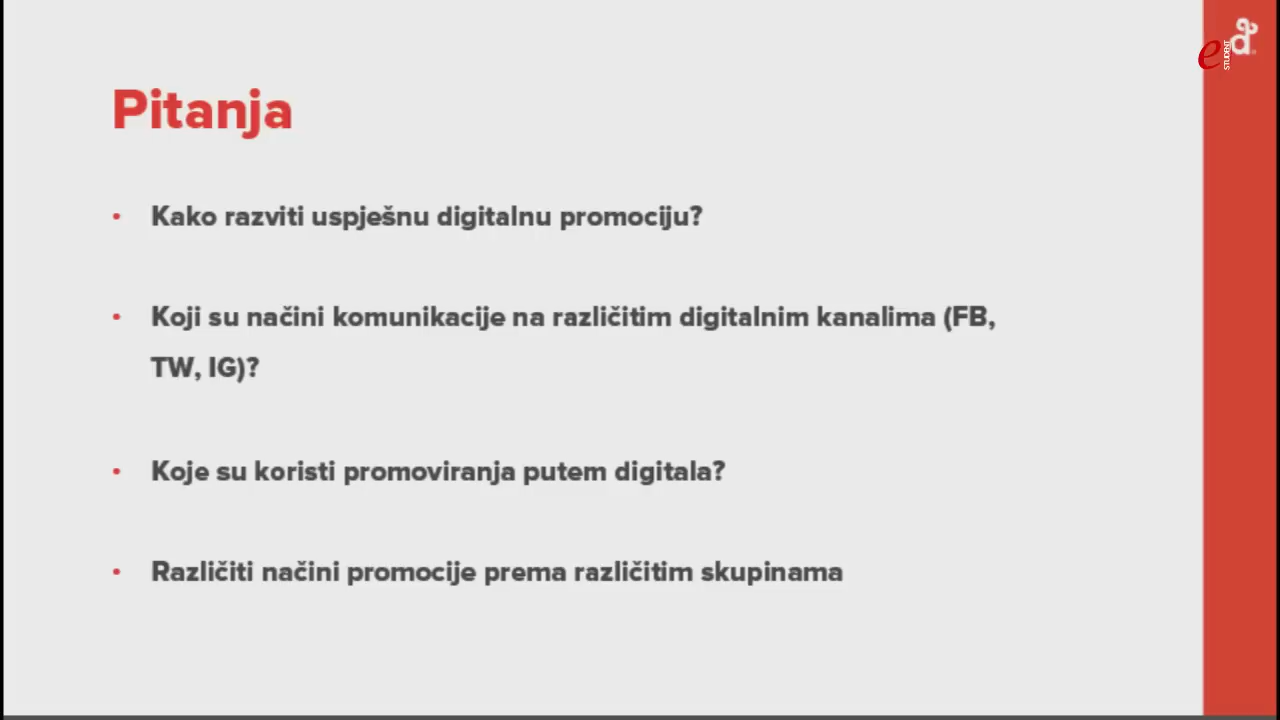 Pitanja
• Kako razviti uspješnu digitalnu promociju?
• Koji su načini komunikacije na različitim digitalnim kanalima (FB,
TW, IG)?
• Koje su koristi promoviranja putem digitala?
• Različiti načini promocije prema različitim skupinama
e STUDENT